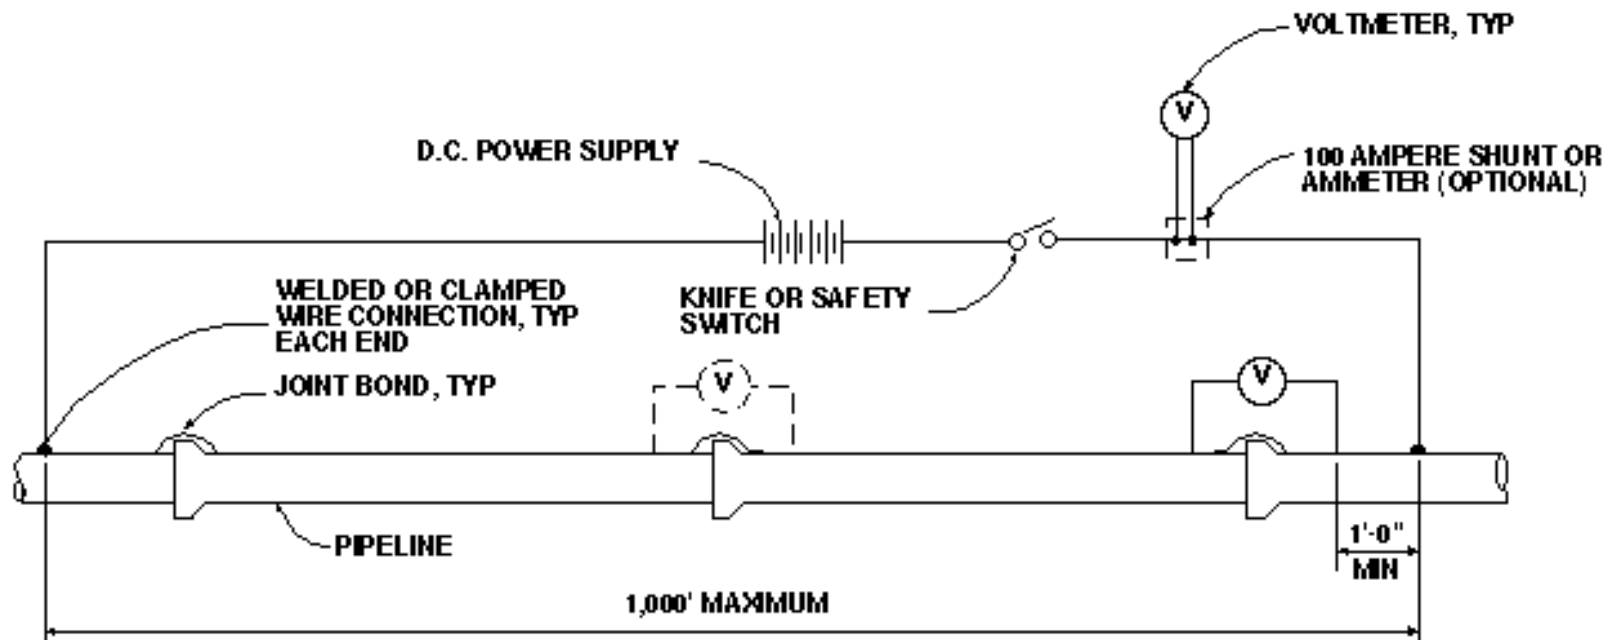 VOLTMETER, TYP
V
D.C. POWER SUPPLY
100 AMPERE SHUNT OR
AMMETER (OPTIONAL)
WELDED OR CLAMPED
WIRE CONNECTION, TYP
EACH END
KNIFE OR SAFETY
SWITCH
JOINT BOND, TYP
V
V
PIPELINE
1'-0"
MIN
1,000' MAXIMUM